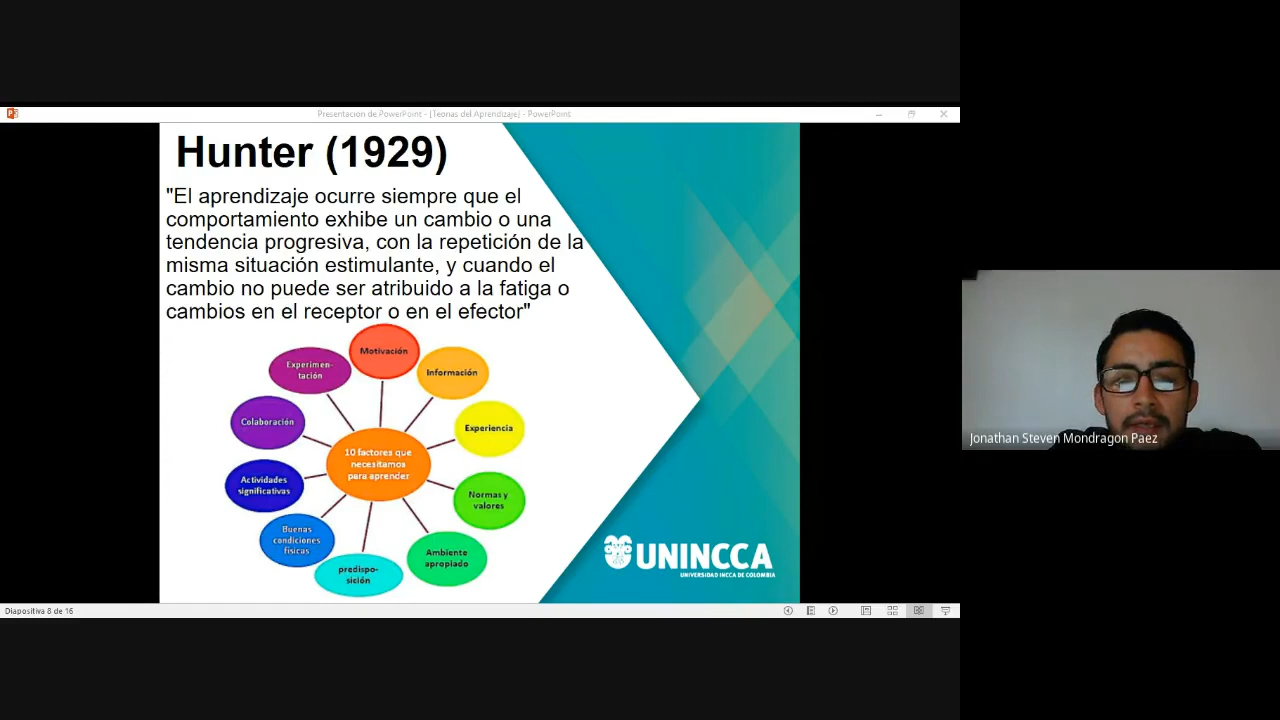 Presentación de PowerPoint - [Teorias del Aprendizaje] - PowerPoint
Hunter (1929)
"El aprendizaje ocurre siempre que el
comportamiento exhibe un cambio o una
tendencia progresiva, con la repetición de la
misma situación estimulante, y cuando el
cambio no puede ser atribuido a la fatiga o
cambios en el receptor o en el efector"
Motivación
Experimen-
tación
Información
Colaboración
Experiencia
10 factores que
necesitamos
para aprender
Actividades
significativas
Normas y
valores
Buenas
condiciones
físicas
Ambiente
apropiado
predispo-
sición
UNINCCA
UNIVERSIDAD INCCA DE COLOMBIA
Diapositiva 8 de 16
Jonathan Steven Mondragon Paez